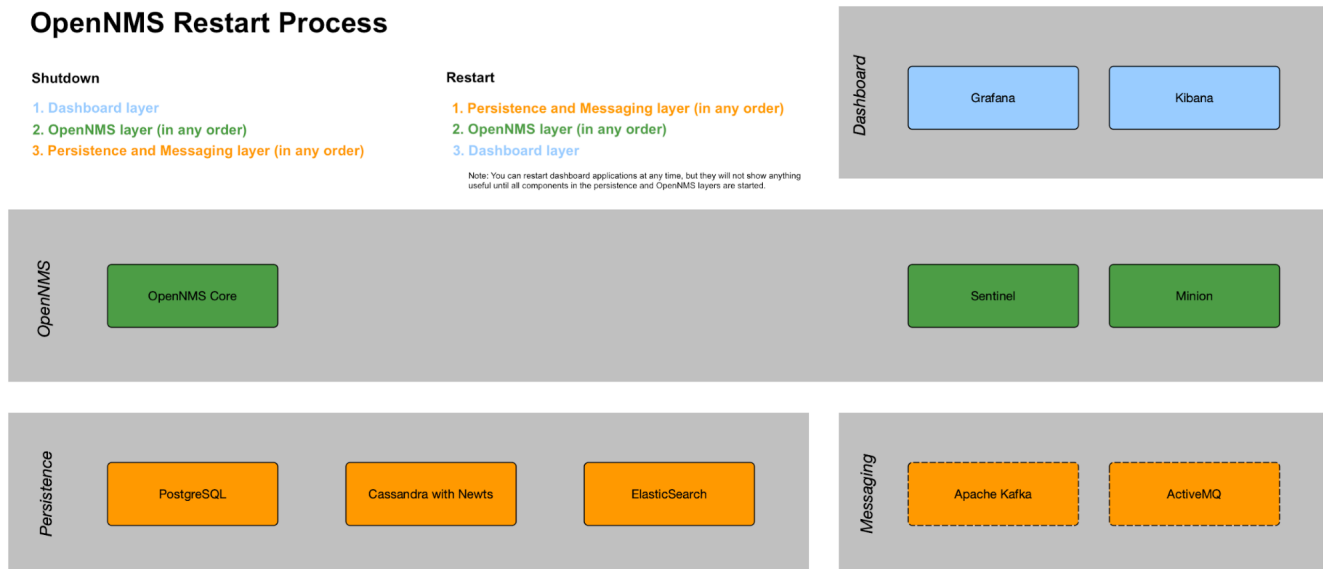 OpenNMS Restart Process
Shutdown
1. Dashboard layer
2. OpenNMS layer (in any order)
3. Persistence and Messaging layer (in any order)
Restart
1. Persistence and Messaging layer (in any order)
2. OpenNMS layer (in any order)
3. Dashboard layer
Note: You can restart dashboard applications at any time, but they will not show anything
useful until all components in the persistence and OpenNMS layers are started.
Dashboard
Grafana
Kibana
OpenNMS
OpenNMS Core
Sentinel
Minion
Persistence
PostgreSQL
Cassandra with Newts
ElasticSearch
Messaging
Apache Kafka
ActiveMQ